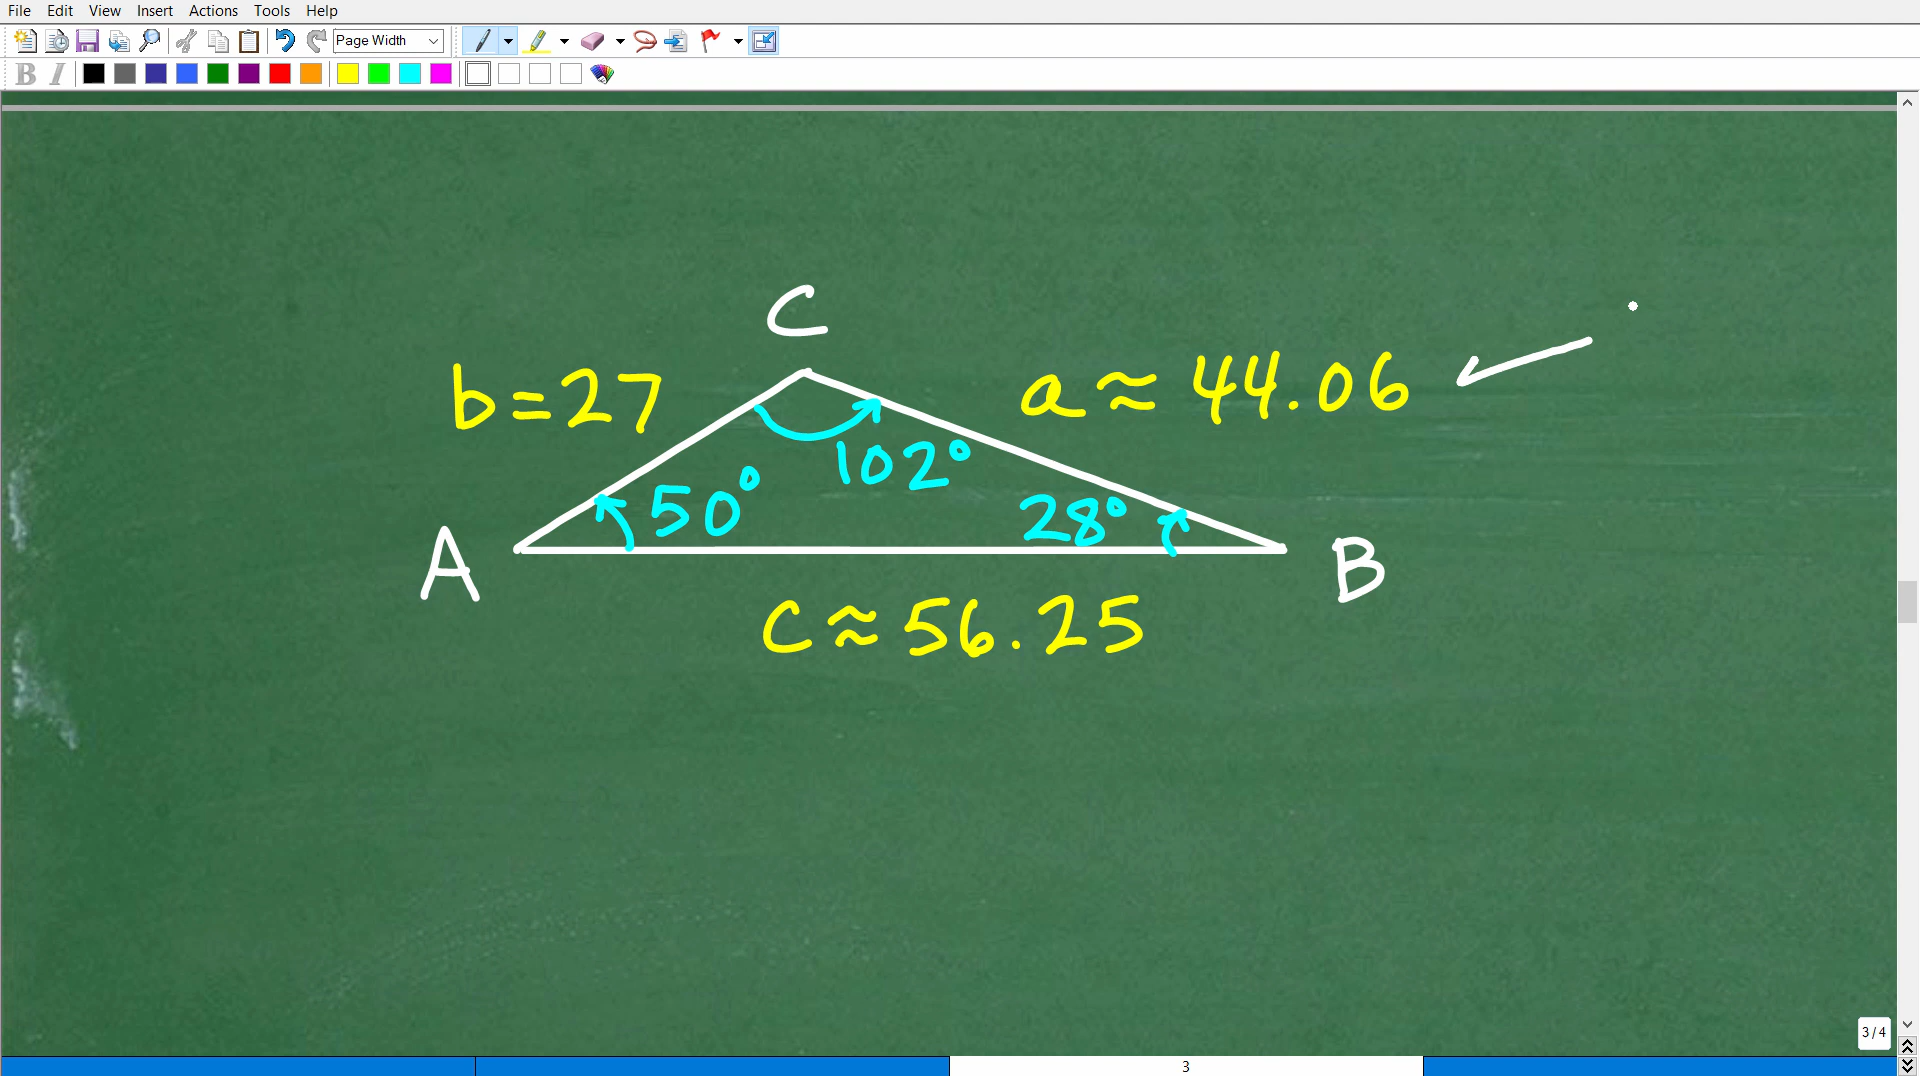 File Edit View Insert Actions Tools Help
Page Width
B I
C
b = 27
a ≈ 44.06
102°
50°
28°
A
B
c ≈ 56.25
3 / 4
3